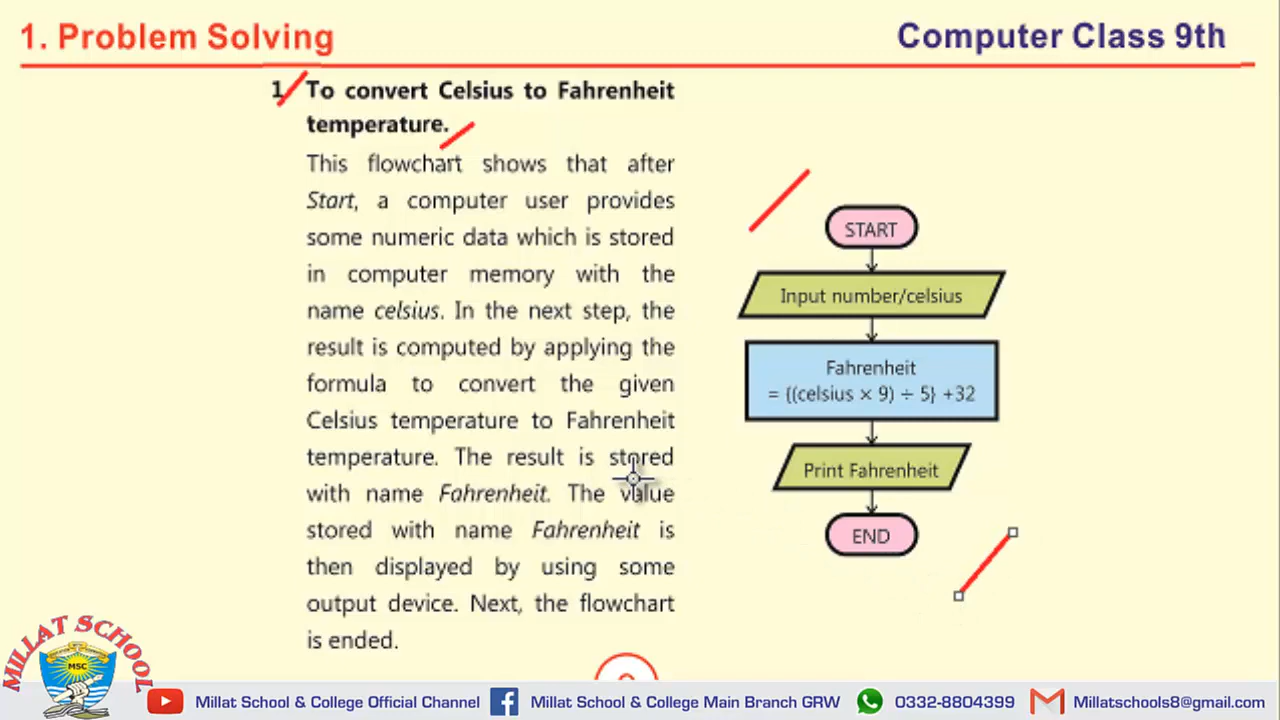 1. Problem Solving
Computer Class 9th
1 To convert Celsius to Fahrenheit
temperature.
This flowchart shows that after
Start, a computer user provides
some numeric data which is stored
in computer memory with the
name celsius. In the next step, the
result is computed by applying the
formula to convert the given
Celsius temperature to Fahrenheit
temperature. The result is stored
with name Fahrenheit. The value
stored with name Fahrenheit is
then displayed by using some
output device. Next, the flowchart
is ended.
START
Input number/celsius
Fahrenheit
= {(celsius × 9) ÷ 5} +32
Print Fahrenheit
END
MILLAT SCHOOL
MSC
Millat School & College Official Channel
Millat School & College Main Branch GRW
0332-8804399
Millatschools8@gmail.com